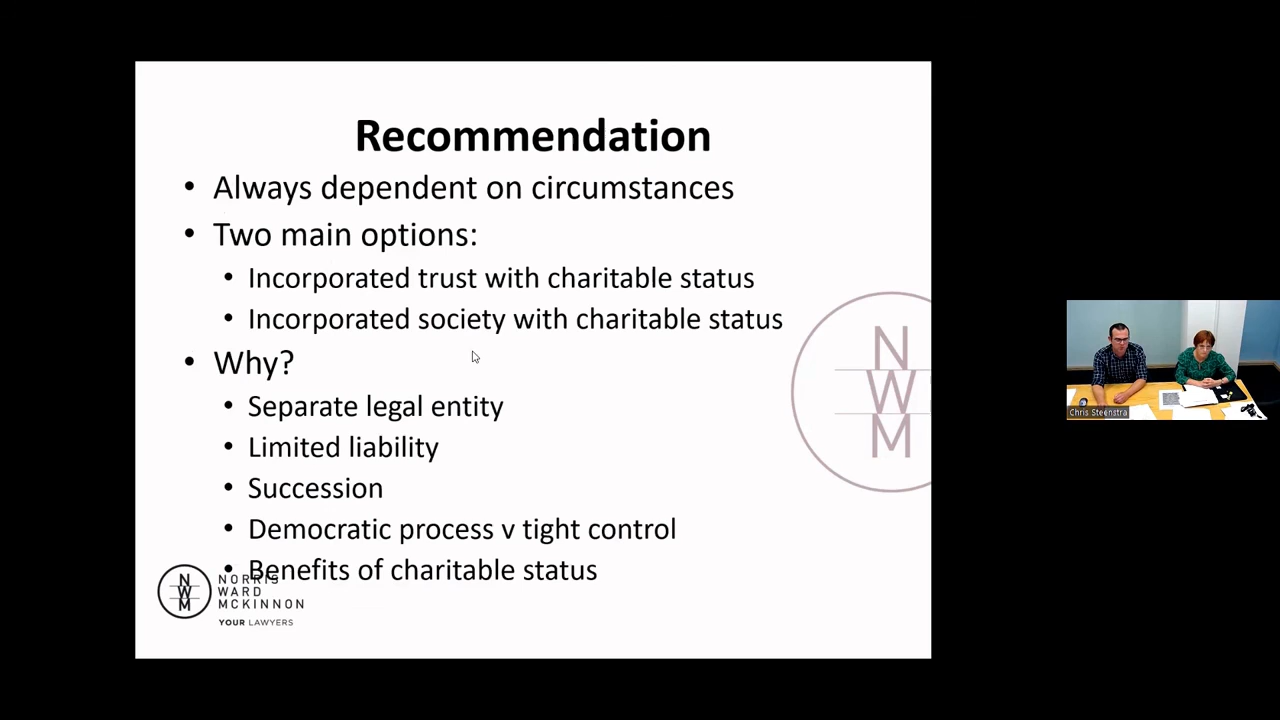 Recommendation
• Always dependent on circumstances
• Two main options:
• Incorporated trust with charitable status
• Incorporated society with charitable status
• Why?
• Separate legal entity
• Limited liability
• Succession
• Democratic process v tight control
• Benefits of charitable status
N
W
M
NORRIS
WARD
MCKINNON
YOUR LAWYERS
N
W
M
Chris Steenstra